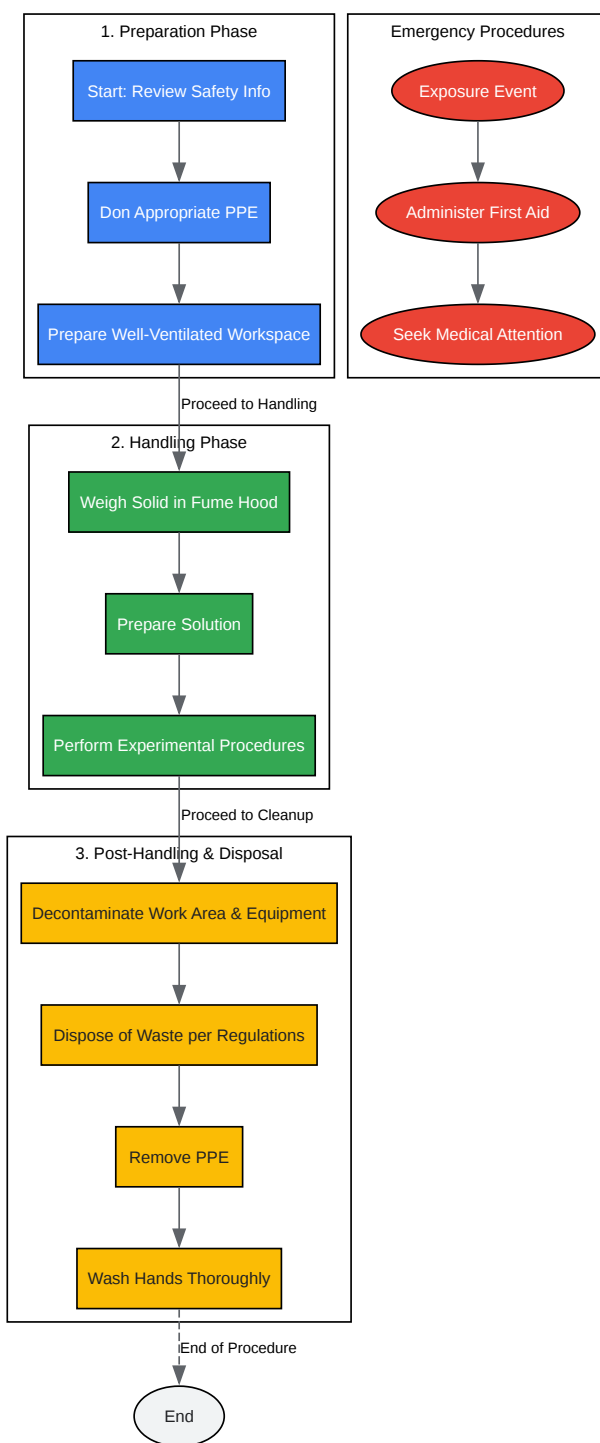 1. Preparation Phase
Start: Review Safety Info
Don Appropriate PPE
Prepare Well-Ventilated Workspace
Emergency Procedures
Exposure Event
Administer First Aid
Seek Medical Attention
Proceed to Handling
2. Handling Phase
Weigh Solid in Fume Hood
Prepare Solution
Perform Experimental Procedures
Proceed to Cleanup
3. Post-Handling & Disposal
Decontaminate Work Area & Equipment
Dispose of Waste per Regulations
Remove PPE
Wash Hands Thoroughly
End of Procedure
End